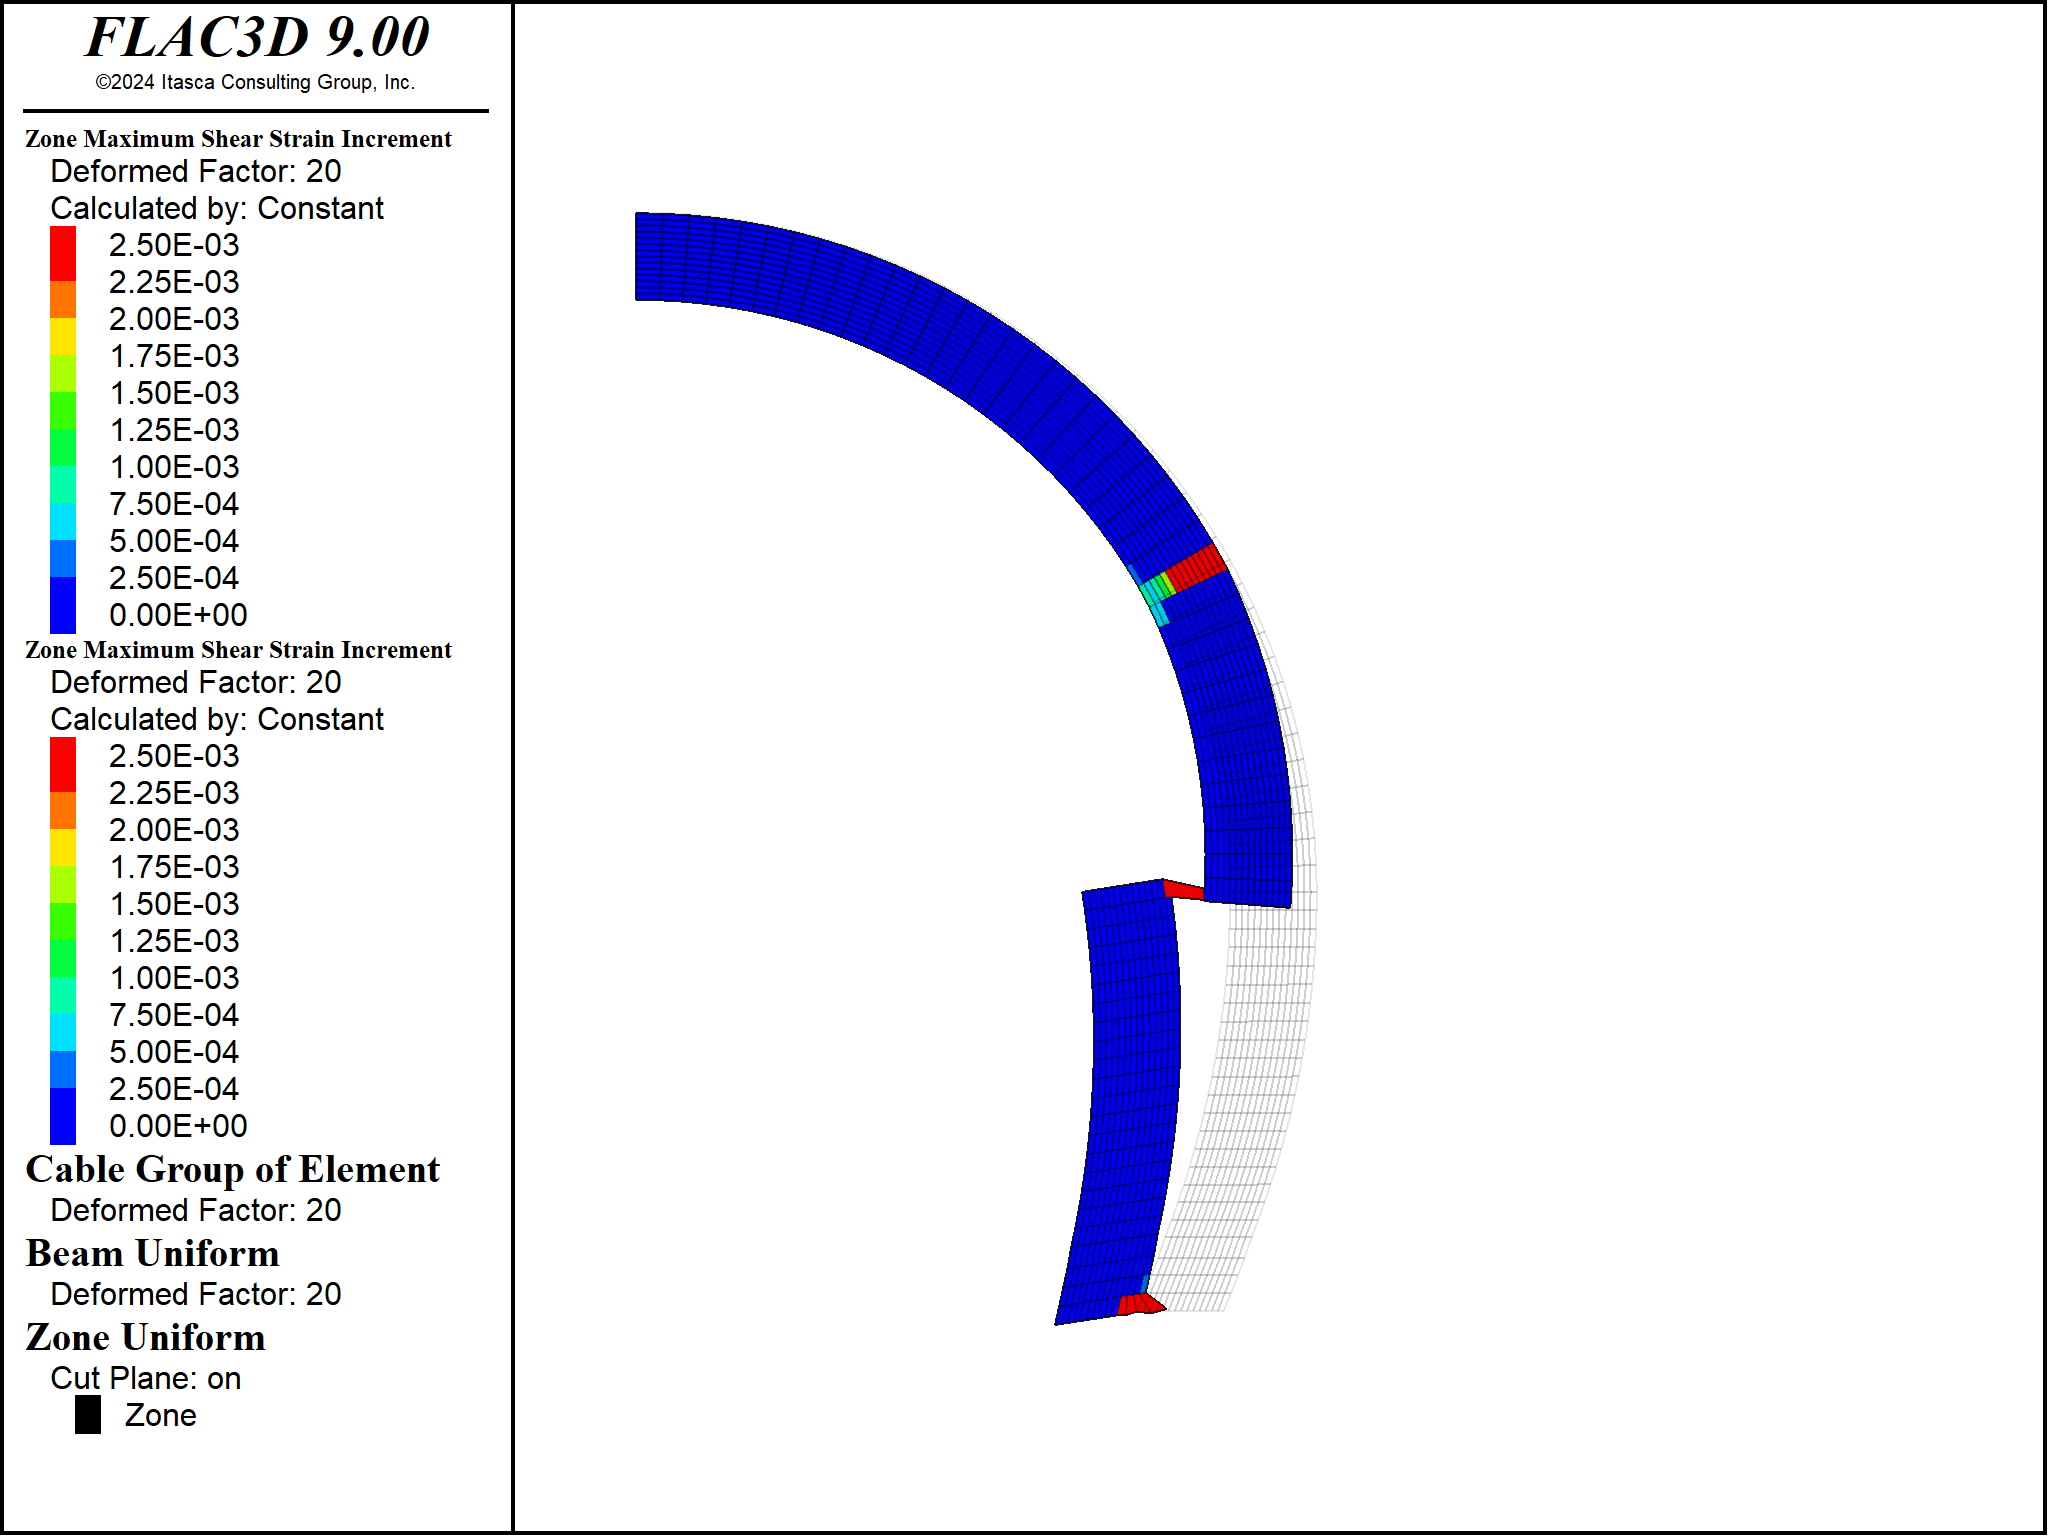 FLAC3D 9.00
©2024 Itasca Consulting Group, Inc.
Zone Maximum Shear Strain Increment
Deformed Factor: 20
Calculated by: Constant
2.50E-03
2.25E-03
2.00E-03
1.75E-03
1.50E-03
1.25E-03
1.00E-03
7.50E-04
5.00E-04
2.50E-04
0.00E+00
Zone Maximum Shear Strain Increment
Deformed Factor: 20
Calculated by: Constant
2.50E-03
2.25E-03
2.00E-03
1.75E-03
1.50E-03
1.25E-03
1.00E-03
7.50E-04
5.00E-04
2.50E-04
0.00E+00
Cable Group of Element
Deformed Factor: 20
Beam Uniform
Deformed Factor: 20
Zone Uniform
Cut Plane: on
Zone